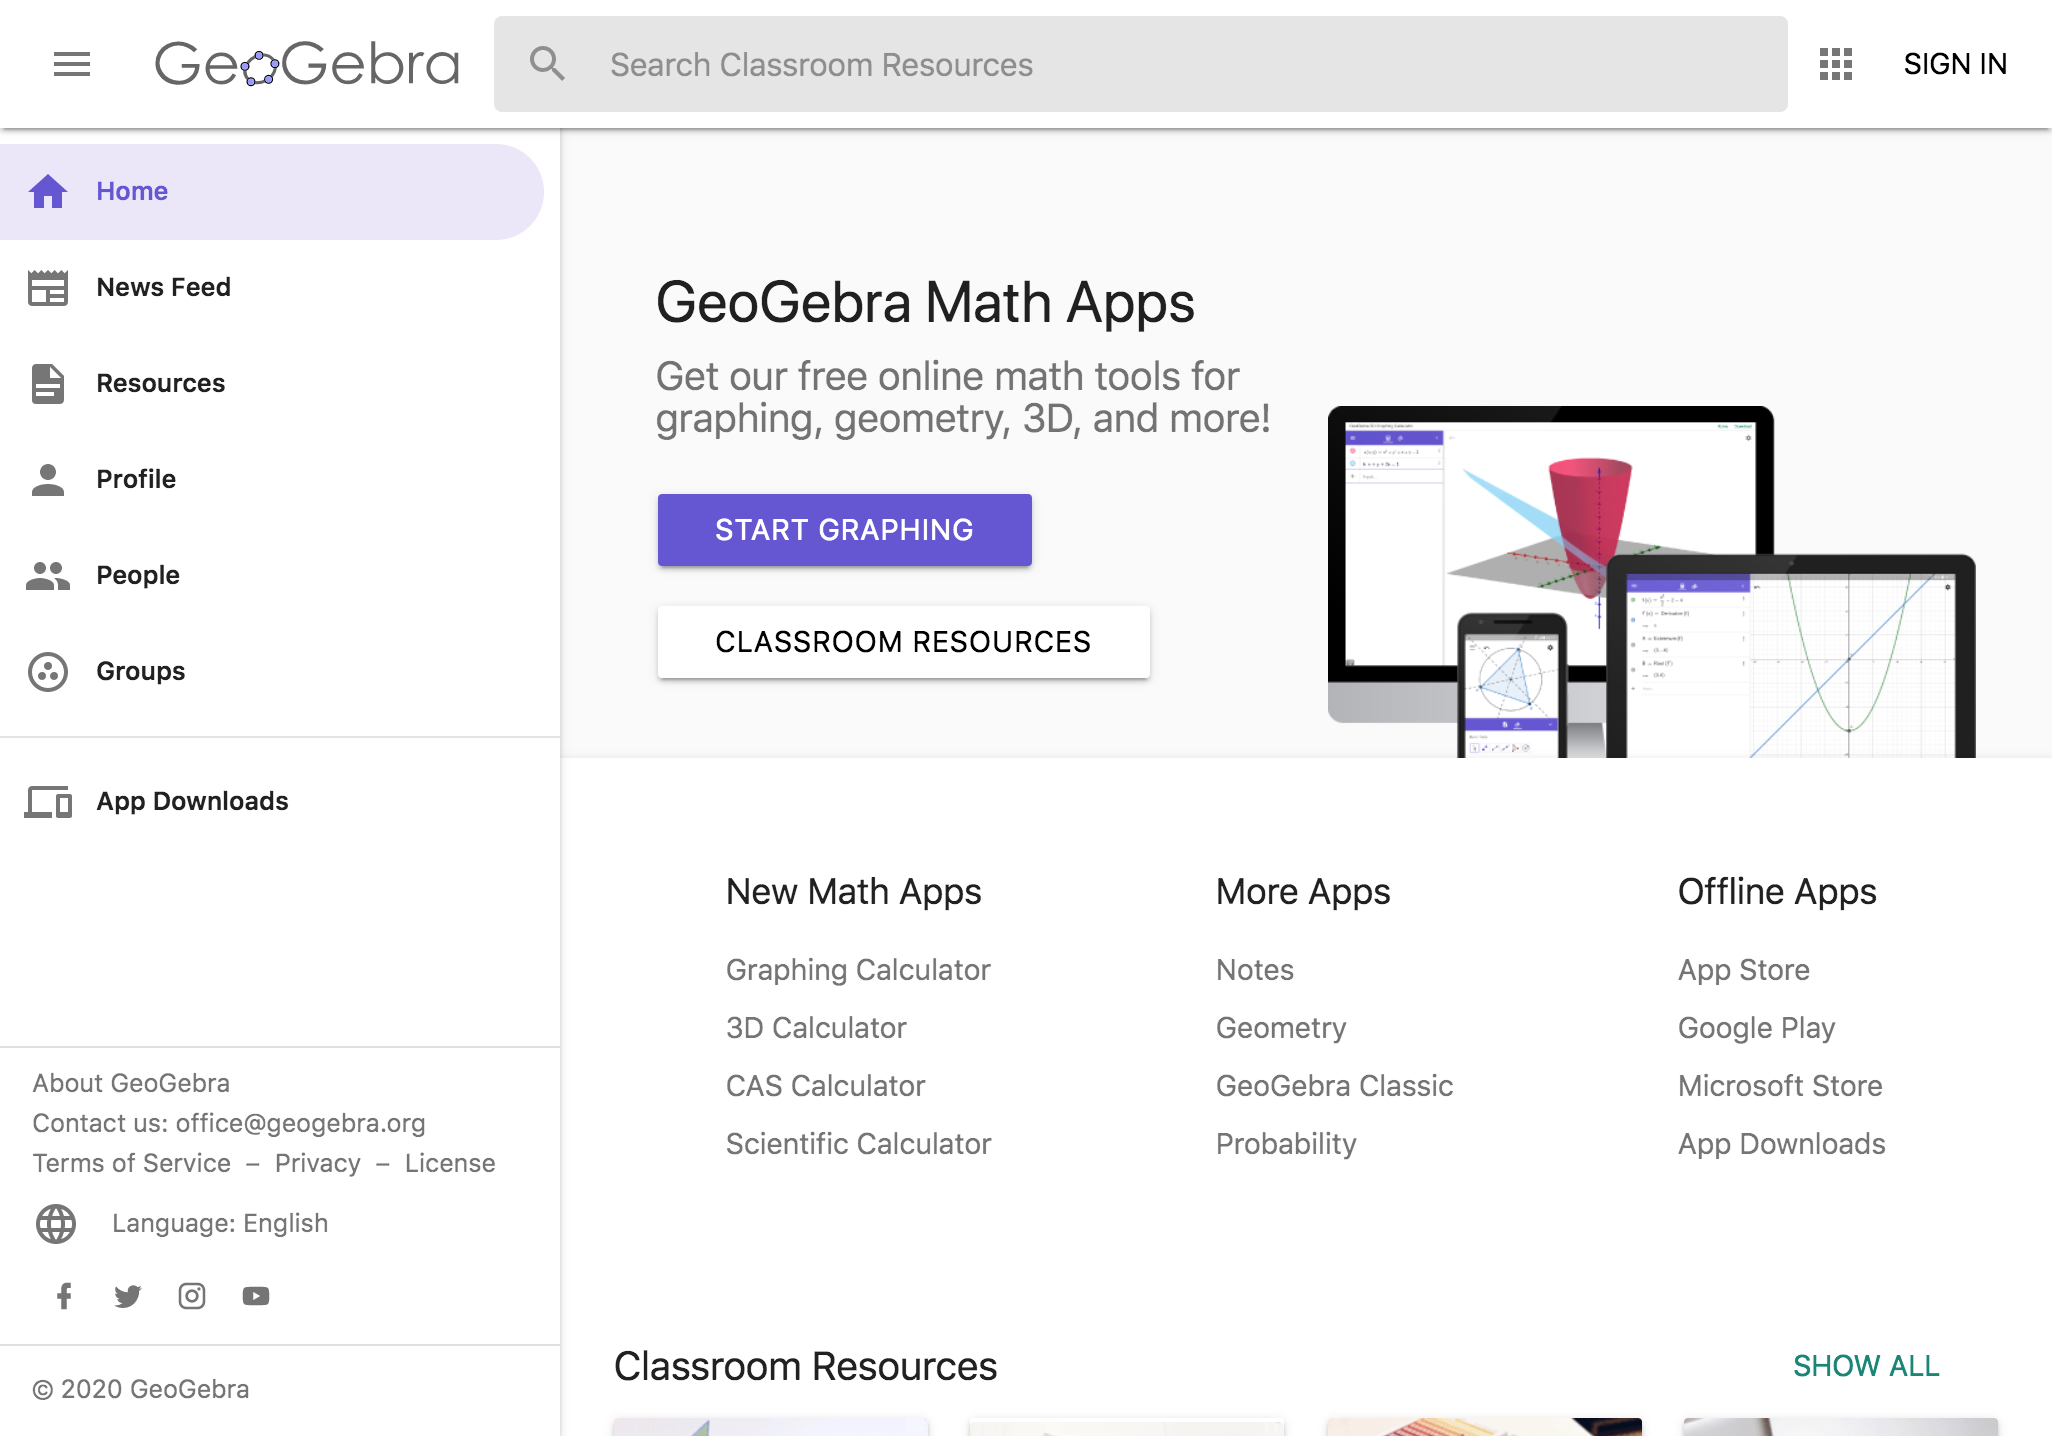 GeoGebra
Search Classroom Resources
SIGN IN
Home
News Feed
Resources
Profile
People
Groups
App Downloads
About GeoGebra
Contact us: office@geogebra.org
Terms of Service – Privacy – License
Language: English
© 2020 GeoGebra
GeoGebra Math Apps
Get our free online math tools for
graphing, geometry, 3D, and more!
START GRAPHING
CLASSROOM RESOURCES
New Math Apps
Graphing Calculator
3D Calculator
CAS Calculator
Scientific Calculator
More Apps
Notes
Geometry
GeoGebra Classic
Probability
Offline Apps
App Store
Google Play
Microsoft Store
App Downloads
Classroom Resources
SHOW ALL